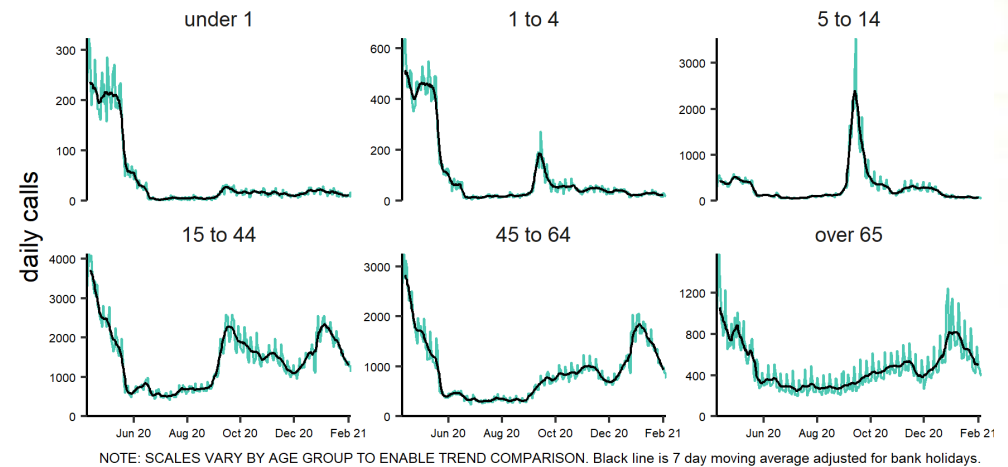 under 1
1 to 4
5 to 14
300
200
100
0
600
400
200
0
3000
2000
1000
0
daily calls
15 to 44
45 to 64
over 65
4000
3000
2000
1000
0
3000
2000
1000
0
1200
800
400
0
Jun 20 Aug 20 Oct 20 Dec 20 Feb 21
Jun 20 Aug 20 Oct 20 Dec 20 Feb 21
Jun 20 Aug 20 Oct 20 Dec 20 Feb 21
NOTE: SCALES VARY BY AGE GROUP TO ENABLE TREND COMPARISON. Black line is 7 day moving average adjusted for bank holidays.